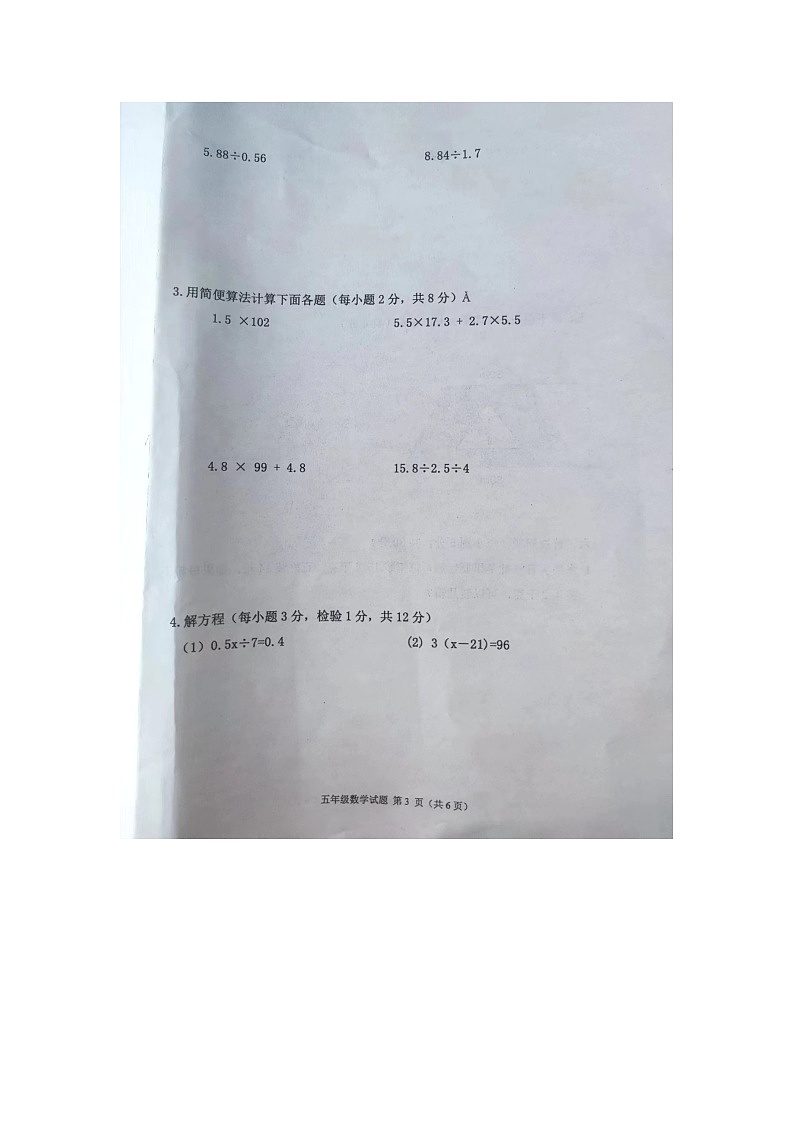 5.88÷0.56 8.84÷1.7
3.用简便算法计算下面各题（每小题2分，共8分）Å
1.5 ×102 5.5×17.3 + 2.7×5.5
4.8 × 99 + 4.8 15.8÷2.5÷4
4.解方程（每小题3分，检验1分，共12分）
（1）0.5x÷7=0.4 (2) 3（x－21)=96
五年级数学试题 第3 页（共6页）